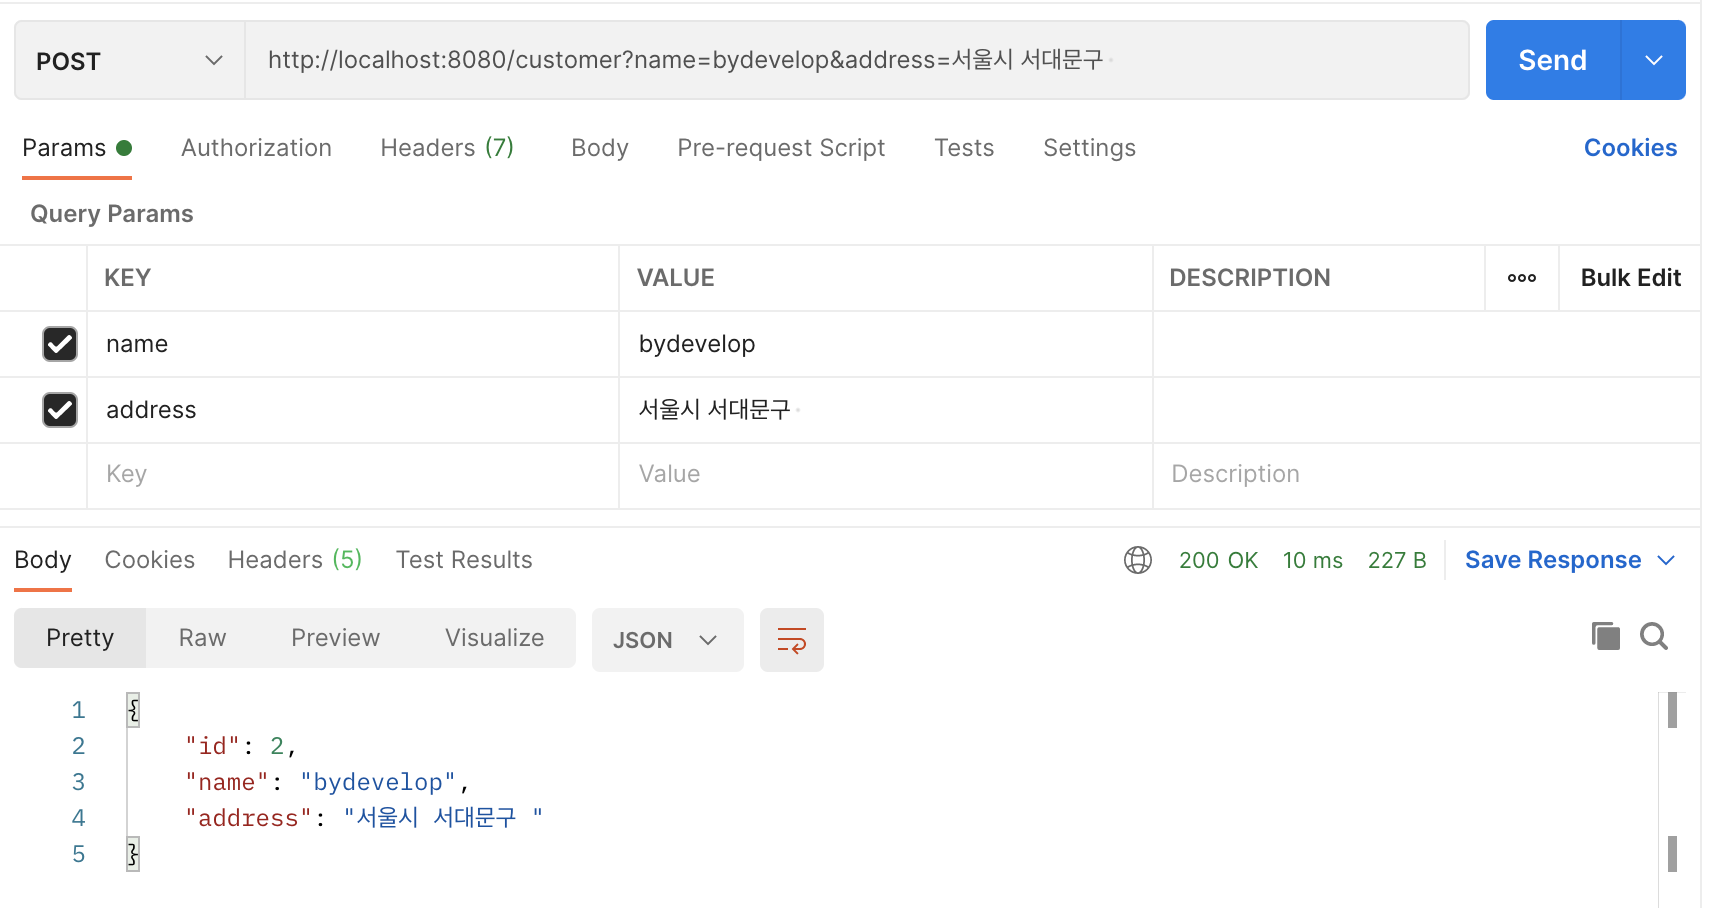 POST http://localhost:8080/customer?name=bydevelop&address=서울시 서대문구 Send
Params Authorization Headers (7) Body Pre-request Script Tests Settings Cookies
Query Params
KEY VALUE DESCRIPTION ooo Bulk Edit
name bydevelop
address 서울시 서대문구
Key Value Description
Body Cookies Headers (5) Test Results 200 OK 10 ms 227 B Save Response
Pretty Raw Preview Visualize JSON
1 {
2 "id": 2,
3 "name": "bydevelop",
4 "address": "서울시 서대문구 "
5 }